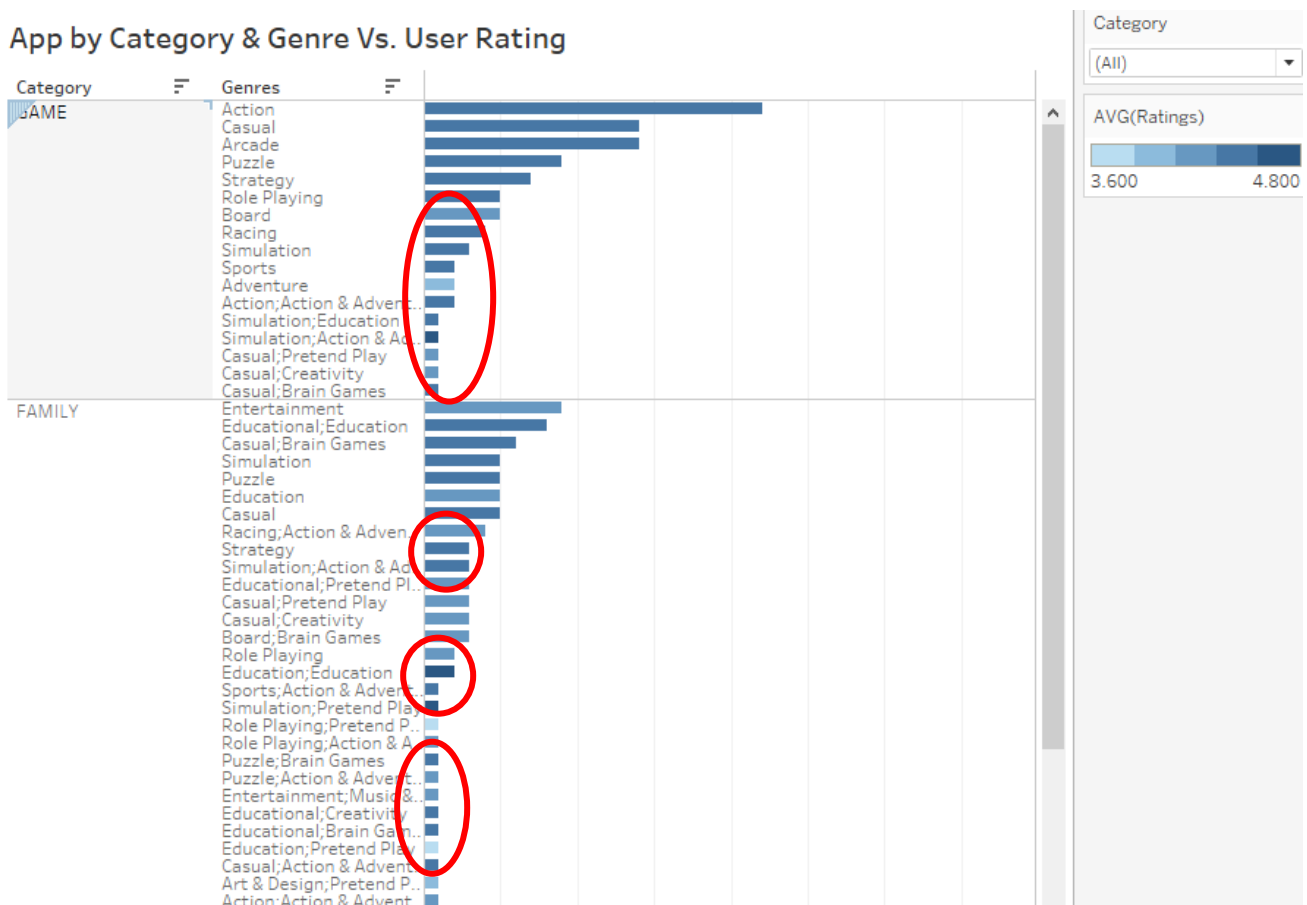 App by Category & Genre Vs. User Rating
Category
(All)
AVG(Ratings)
3.600 4.800
Category Genres
GAME Action
Casual
Arcade
Puzzle
Strategy
Role Playing
Board
Racing
Simulation
Sports
Adventure
Action;Action & Advent..
Simulation;Education
Simulation;Action & Ad..
Casual;Pretend Play
Casual;Creativity
Casual;Brain Games
FAMILY Entertainment
Educational;Education
Casual;Brain Games
Simulation
Puzzle
Education
Casual
Racing;Action & Adven..
Strategy
Simulation;Action & Ad..
Educational;Pretend Pl..
Casual;Pretend Play
Casual;Creativity
Board;Brain Games
Role Playing
Education;Education
Sports;Action & Advent..
Simulation;Pretend Play
Role Playing;Pretend P..
Role Playing;Action & A..
Puzzle;Brain Games
Puzzle;Action & Advent..
Entertainment;Music &..
Educational;Creativity
Educational;Brain Gam..
Education;Pretend Play
Casual;Action & Advent..
Art & Design;Pretend P..
Action;Action & Advent